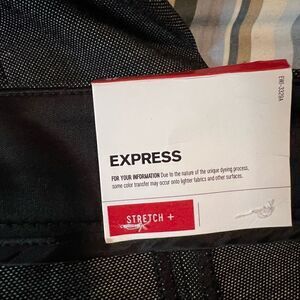 EXPRESS
FOR YOUR INFORMATION Due to the nature of the unique dyeing process,
some color transfer may occur onto lighter fabrics and other surfaces.
STRETCH +